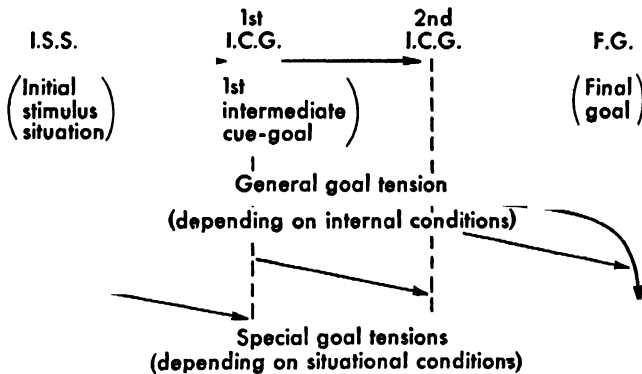 I.S.S.
1st
I.C.G.
2nd
I.C.G.
F.G.
(Initial
stimulus
situation)
1st
intermediate
cue-goal)
(Final
goal)
General goal tension
(depending on internal conditions)
Special goal tensions
(depending on situational conditions)